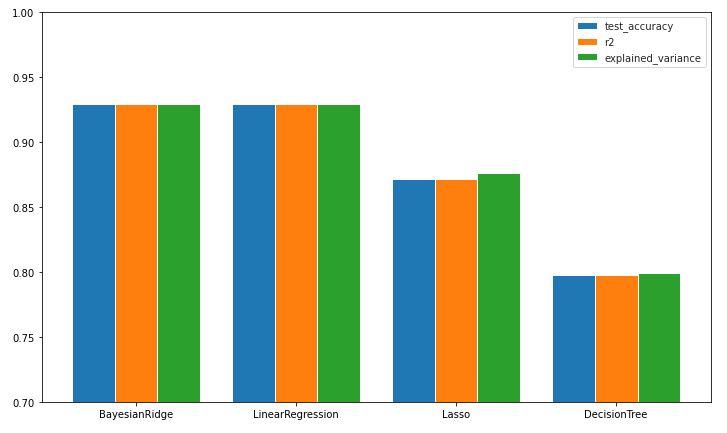 1.00
0.95
0.90
0.85
0.80
0.75
0.70
test_accuracy
r2
explained_variance
BayesianRidge LinearRegression Lasso DecisionTree